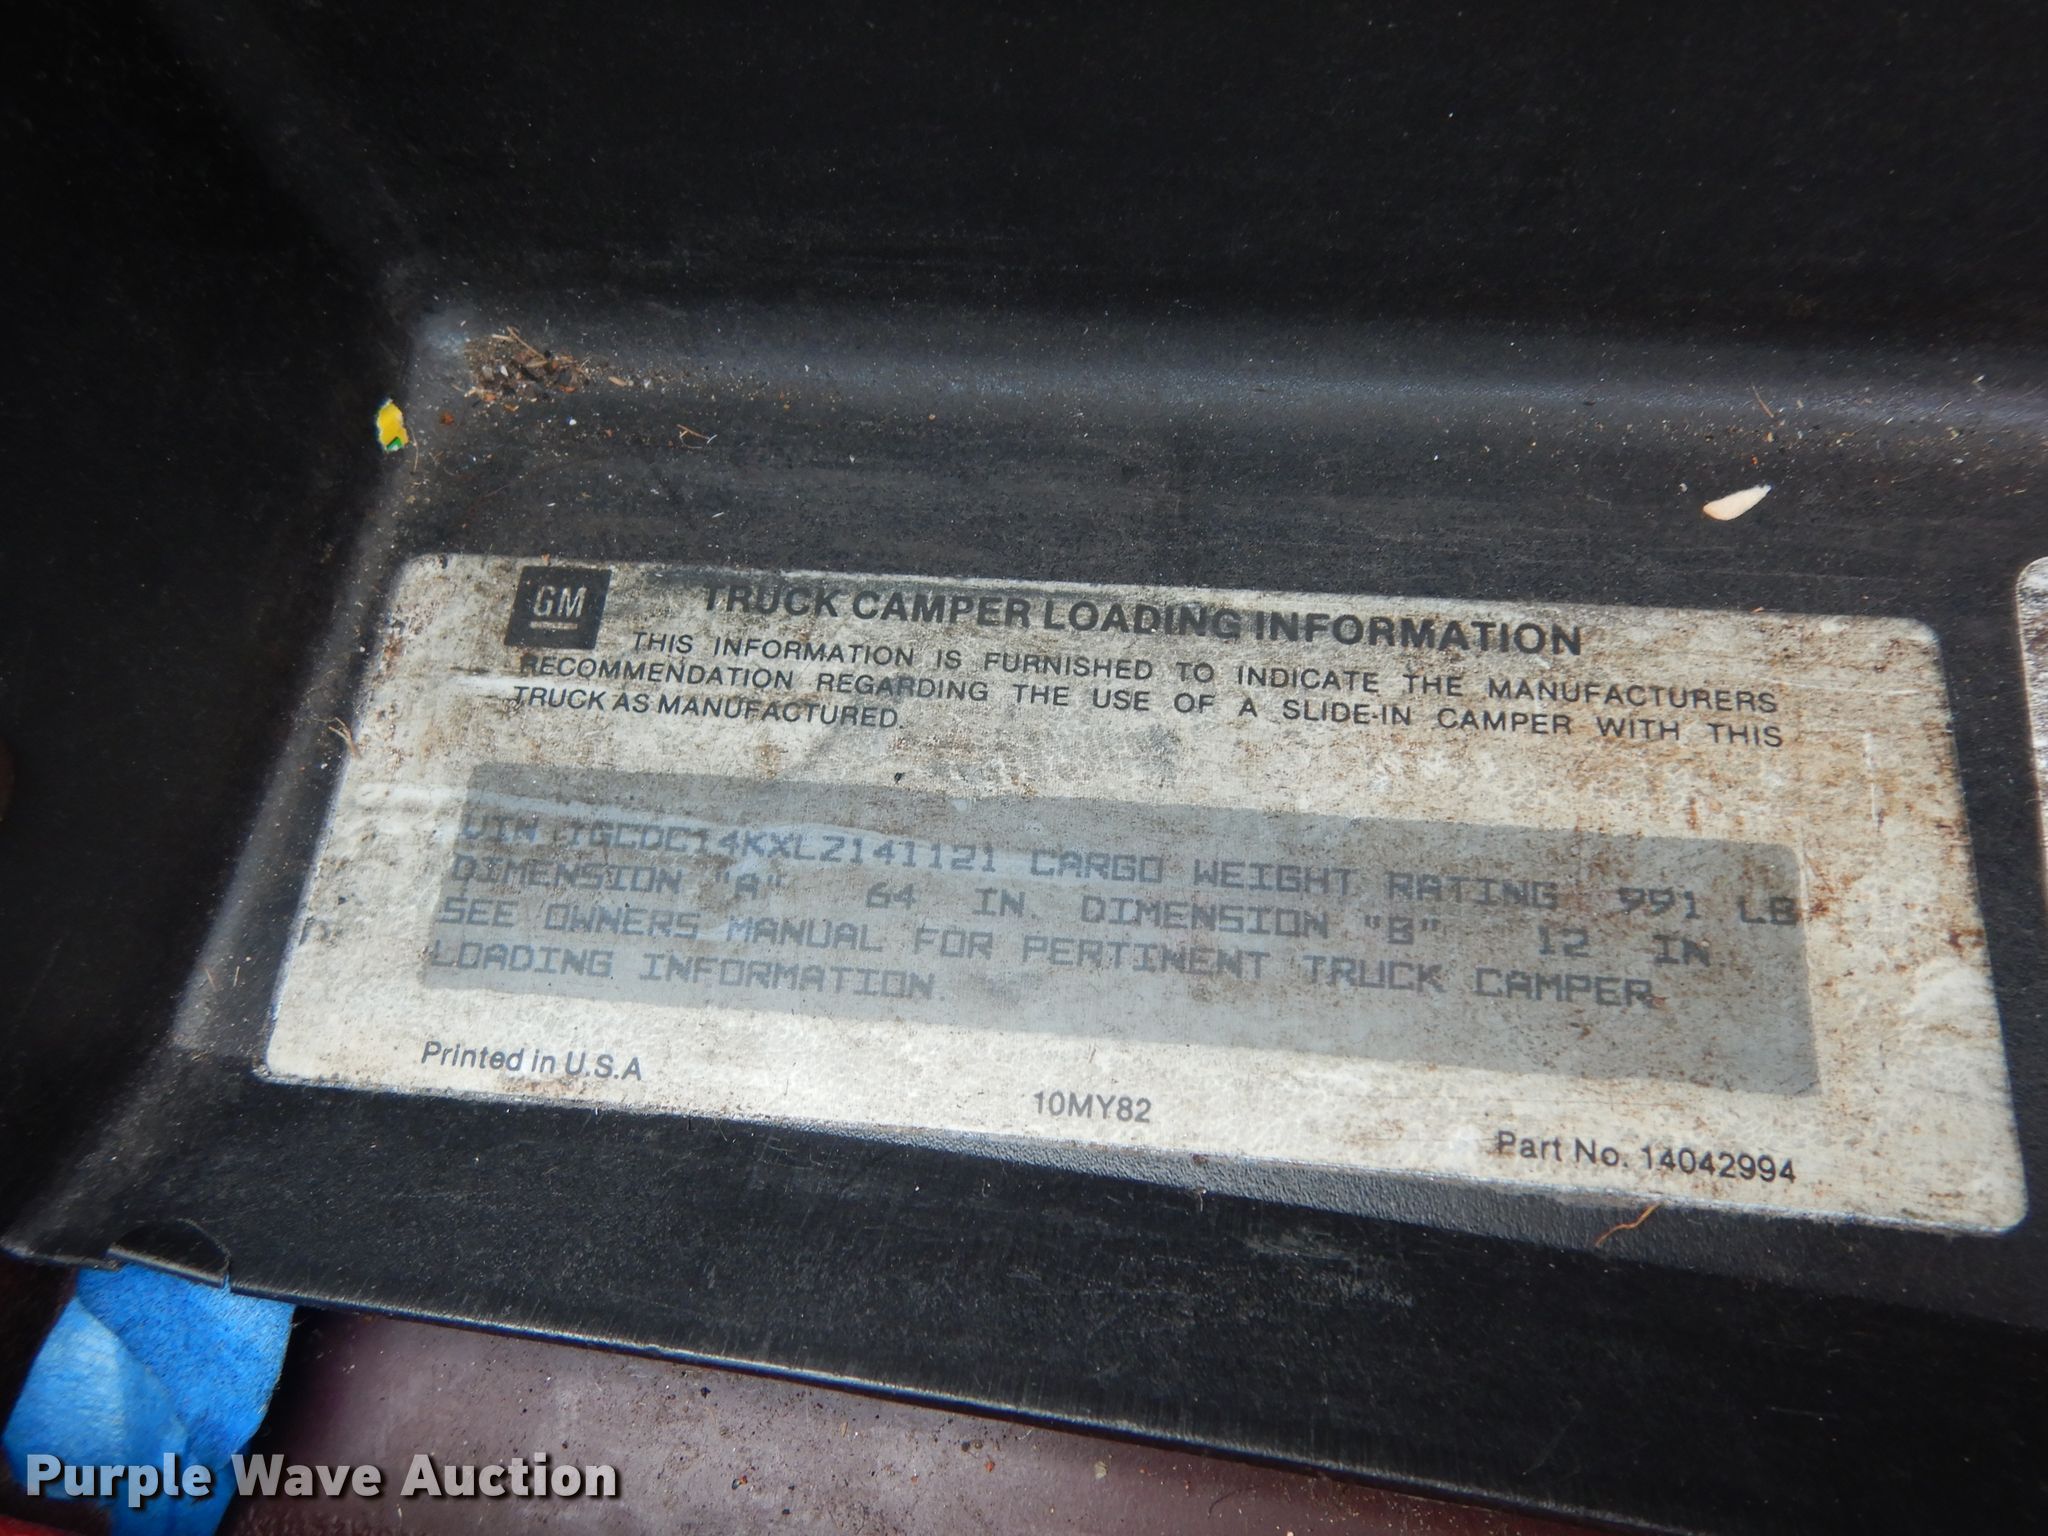 GM
TRUCK CAMPER LOADING INFORMATION
THIS INFORMATION IS FURNISHED TO INDICATE THE MANUFACTURERS
RECOMMENDATION REGARDING THE USE OF A SLIDE-IN CAMPER WITH THIS
TRUCK AS MANUFACTURED.
VIN 1GCDC14KXLZ141121 CARGO WEIGHT RATING 991 LB
DIMENSION "A" 64 IN. DIMENSION "B" 12 IN
SEE OWNERS MANUAL FOR PERTINENT TRUCK CAMPER
LOADING INFORMATION.
Printed in U.S.A
10MY82
Part No. 14042994
Purple Wave Auction